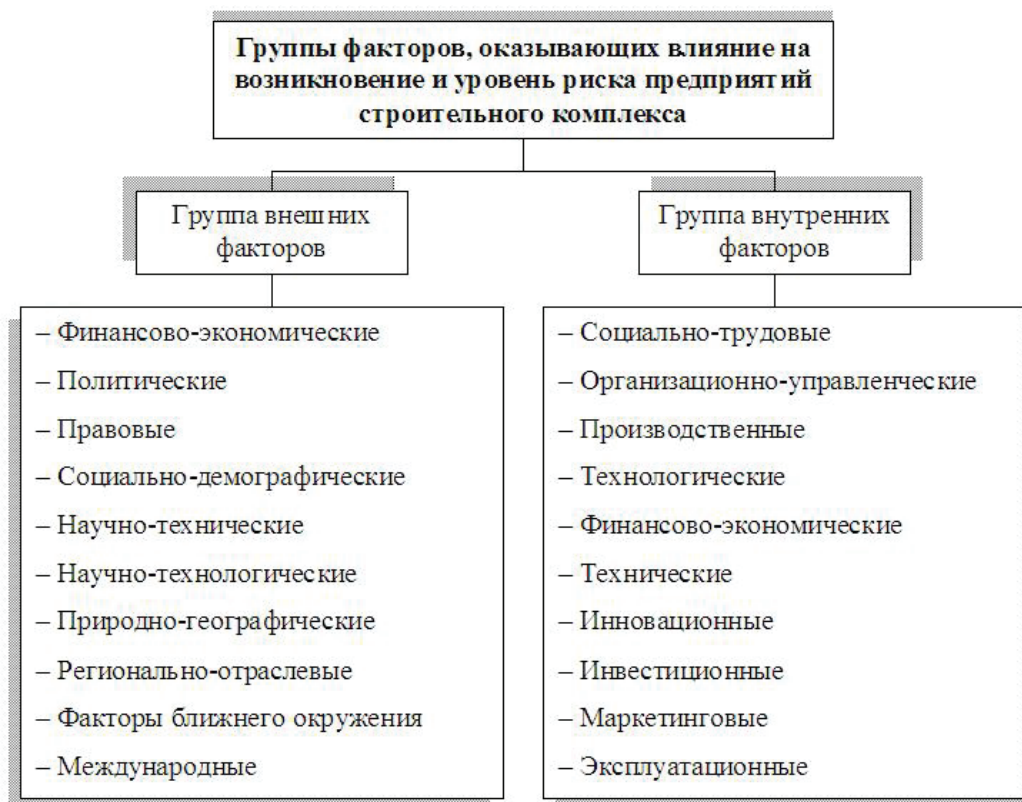 Группы факторов, оказывающих влияние на
возникновение и уровень риска предприятий
строительного комплекса
Группа внешних
факторов
– Финансово-экономические
– Политические
– Правовые
– Социально-демографические
– Научно-технические
– Научно-технологические
– Природно-географические
– Регионально-отраслевые
– Факторы ближнего окружения
– Международные
Группа внутренних
факторов
– Социально-трудовые
– Организационно-управленческие
– Производственные
– Технологические
– Финансово-экономические
– Технические
– Инновационные
– Инвестиционные
– Маркетинговые
– Эксплуатационные